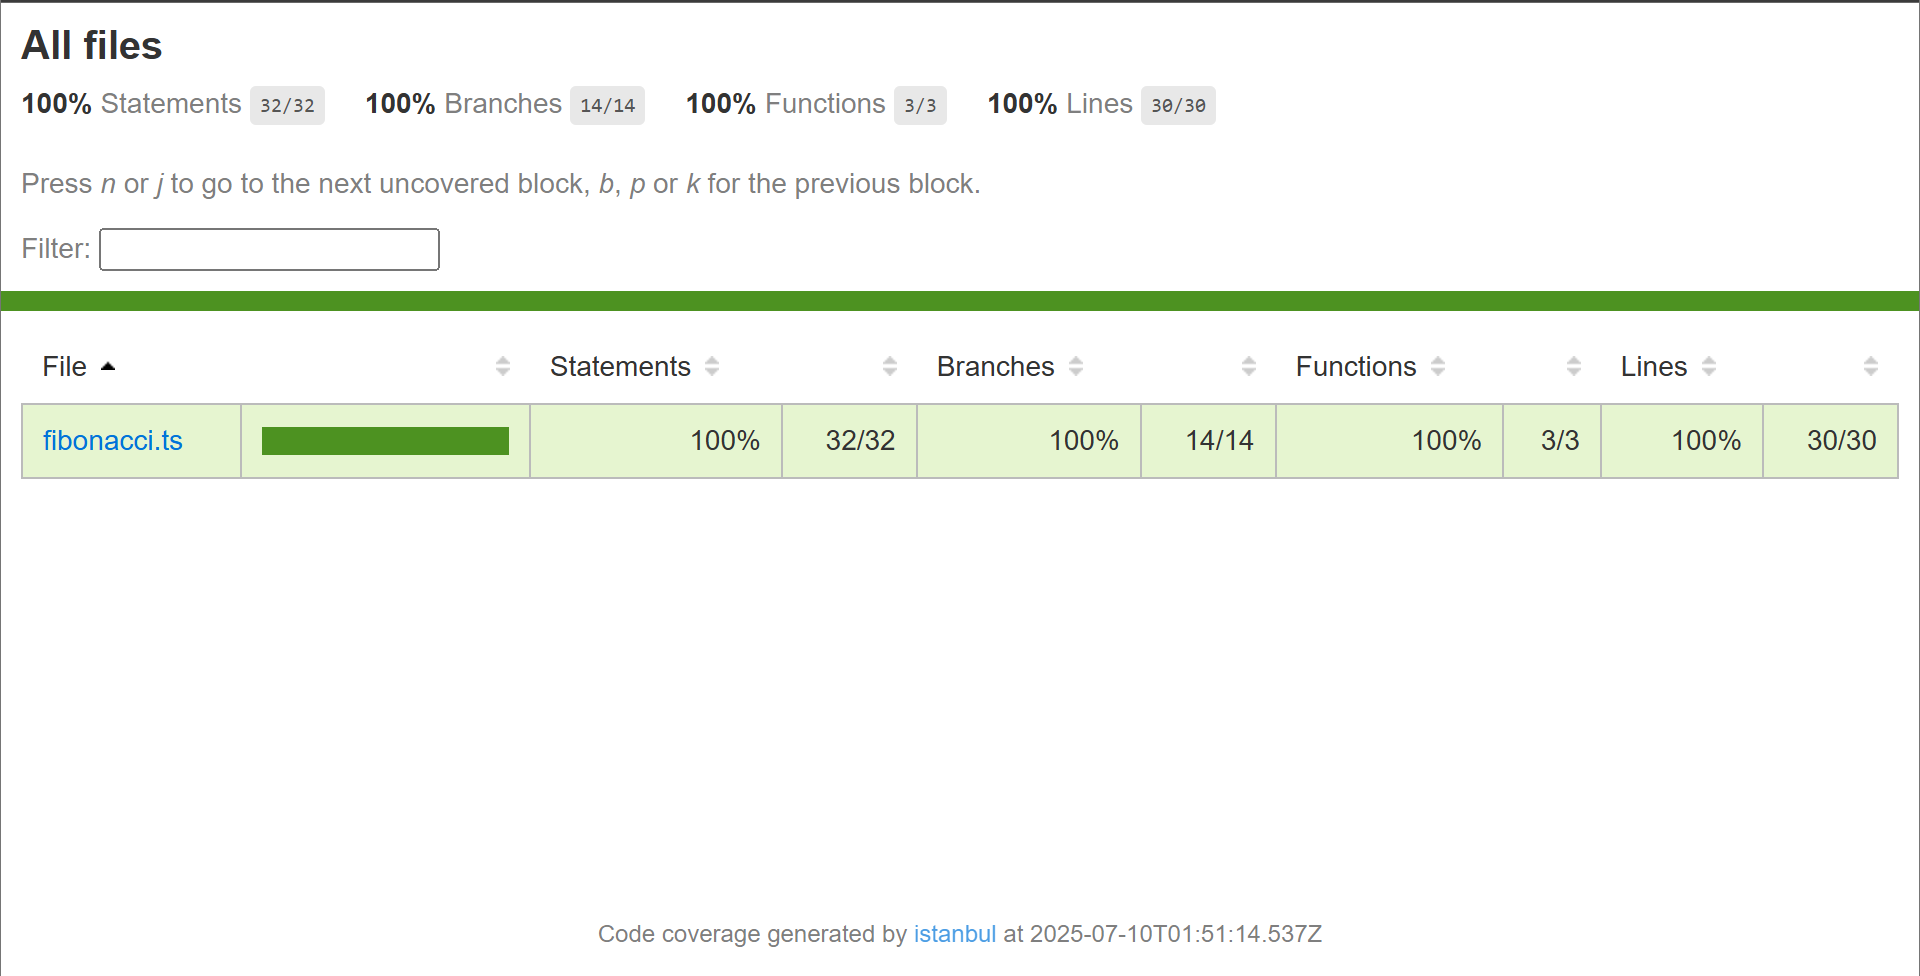 All files
100% Statements 32/32 100% Branches 14/14 100% Functions 3/3 100% Lines 30/30
Press n or j to go to the next uncovered block, b, p or k for the previous block.
Filter:
File Statements Branches Functions Lines
fibonacci.ts 100% 32/32 100% 14/14 100% 3/3 100% 30/30
Code coverage generated by istanbul at 2025-07-10T01:51:14.537Z